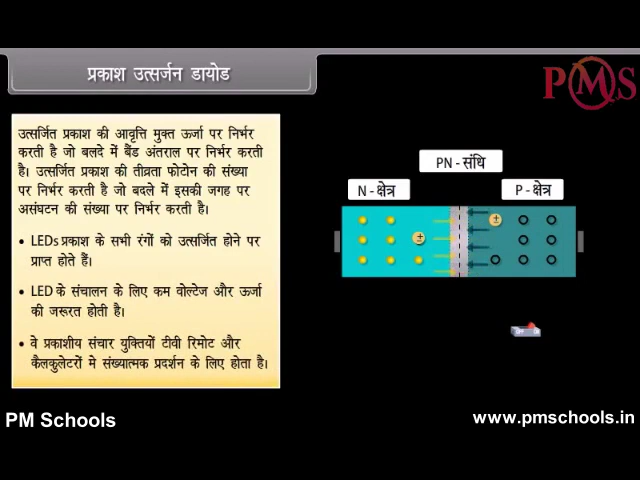 प्रकाश उत्सर्जन डायोड
PMS
उत्सर्जित प्रकाश की आवृत्ति मुक्त ऊर्जा पर निर्भर
करती है जो बलदे में बैंड अंतराल पर निर्भर करती
है। उत्सर्जित प्रकाश की तीव्रता फोटोन की संख्या
पर निर्भर करती है जो बदले में इसकी जगह पर
असंघटन की संख्या पर निर्भर करती है।
• LEDs प्रकाश के सभी रंगों को उत्सर्जित होने पर
प्राप्त होते हैं।
• LED के संचालन के लिए कम वोल्टेज और ऊर्जा
की जरूरत होती है।
• वे प्रकाशीय संचार युक्तियों टीवी रिमोट और
कैलकुलेटरों मे संख्यात्मक प्रदर्शन के लिए होता है।
PN - संधि
N - क्षेत्र
P - क्षेत्र
PM Schools
www.pmschools.in